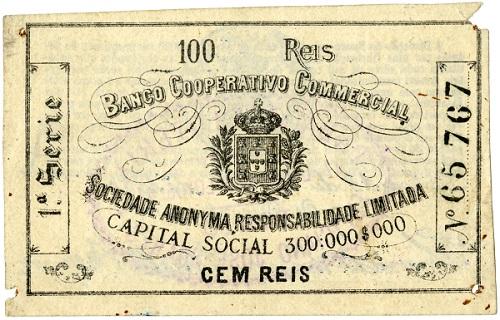 100 Reis
BANCO COOPERATIVO COMMERCIAL
1.ª Serie
Nº 65767
SOCIEDADE ANONYMA, RESPONSABILIDADE LIMITADA
CAPITAL SOCIAL 300:000$000
CEM REIS